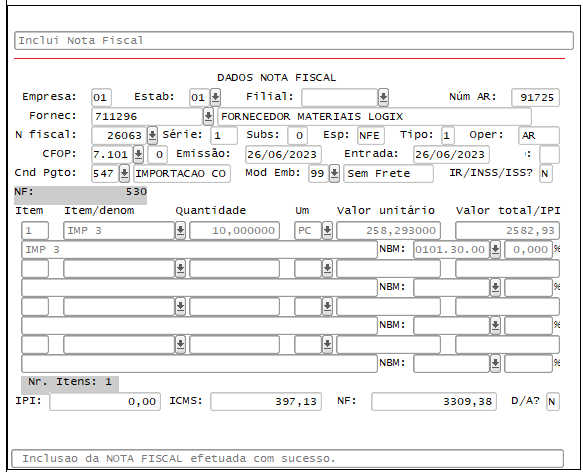 Inclui Nota Fiscal
DADOS NOTA FISCAL
Empresa: 01 Estab: 01 Filial: Núm AR: 91725
Fornec: 711296 FORNECEDOR MATERIAIS LOGIX
N fiscal: 26063 Série: 1 Subs: 0 Esp: NFE Tipo: 1 Oper: AR
CFOP: 7.101 0 Emissão: 26/06/2023 Entrada: 26/06/2023 :
Cnd Pgto: 547 IMPORTACAO CO Mod Emb: 99 Sem Frete IR/INSS/ISS? N
NF: 530
Item Item/denom Quantidade Um Valor unitário Valor total/IPI
1 IMP 3 10,000000 PC 258,293000 2582,93
IMP 3 NBM: 0101.30.00 0,000 %
NBM: %
NBM: %
NBM: %
Nr. Itens: 1
IPI: 0,00 ICMS: 397,13 NF: 3309,38 D/A? N
Inclusao da NOTA FISCAL efetuada com sucesso.